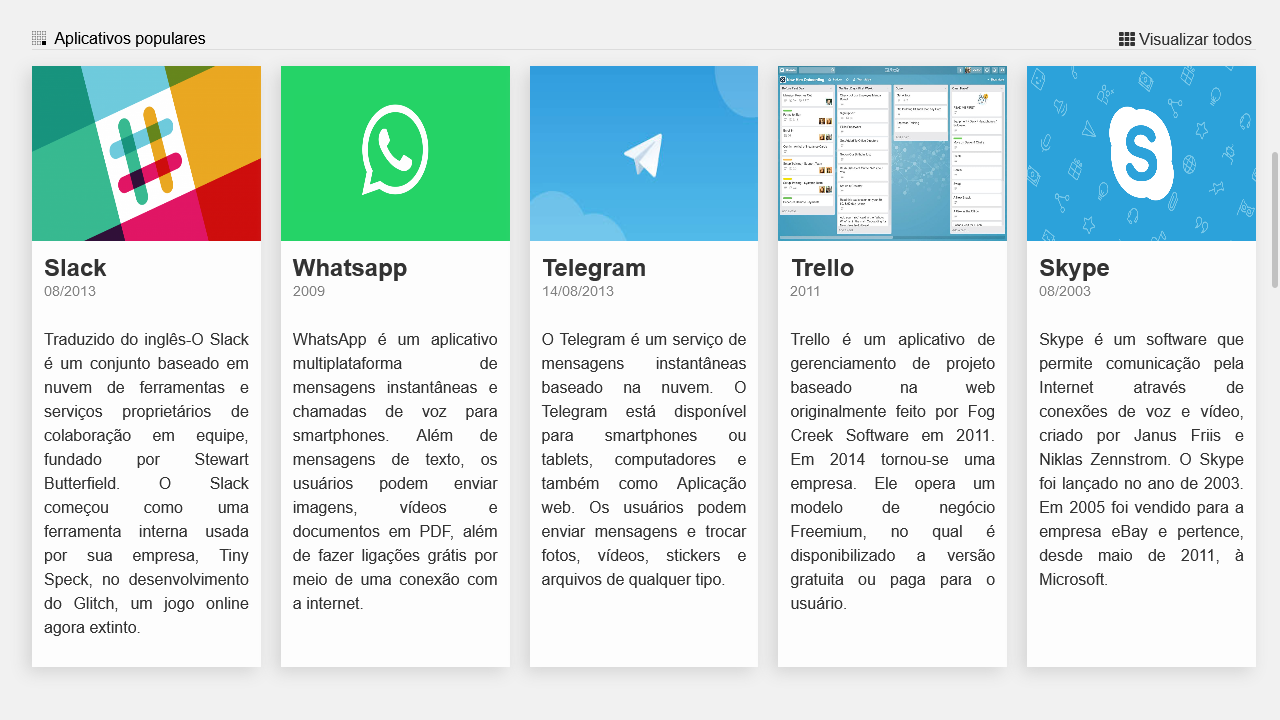 Aplicativos populares
Visualizar todos
Slack
08/2013
Traduzido do inglês-O Slack
é um conjunto baseado em
nuvem de ferramentas e
serviços proprietários de
colaboração em equipe,
fundado por Stewart
Butterfield. O Slack
começou como uma
ferramenta interna usada
por sua empresa, Tiny
Speck, no desenvolvimento
do Glitch, um jogo online
agora extinto.
Whatsapp
2009
WhatsApp é um aplicativo
multiplataforma de
mensagens instantâneas e
chamadas de voz para
smartphones. Além de
mensagens de texto, os
usuários podem enviar
imagens, vídeos e
documentos em PDF, além
de fazer ligações grátis por
meio de uma conexão com
a internet.
Telegram
14/08/2013
O Telegram é um serviço de
mensagens instantâneas
baseado na nuvem. O
Telegram está disponível
para smartphones ou
tablets, computadores e
também como Aplicação
web. Os usuários podem
enviar mensagens e trocar
fotos, vídeos, stickers e
arquivos de qualquer tipo.
Trello
2011
Trello é um aplicativo de
gerenciamento de projeto
baseado na web
originalmente feito por Fog
Creek Software em 2011.
Em 2014 tornou-se uma
empresa. Ele opera um
modelo de negócio
Freemium, no qual é
disponibilizado a versão
gratuita ou paga para o
usuário.
S
Skype
08/2003
Skype é um software que
permite comunicação pela
Internet através de
conexões de voz e vídeo,
criado por Janus Friis e
Niklas Zennstrom. O Skype
foi lançado no ano de 2003.
Em 2005 foi vendido para a
empresa eBay e pertence,
desde maio de 2011, à
Microsoft.